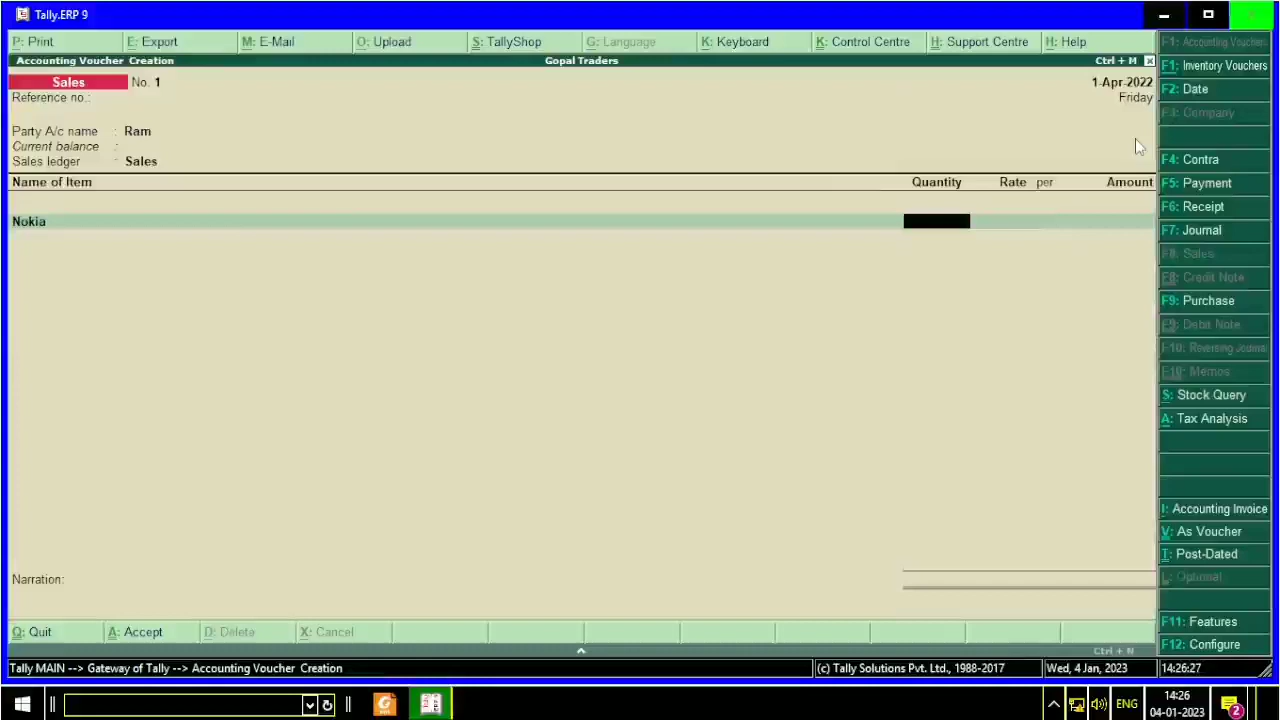 Tally.ERP 9
P: Print E: Export M: E-Mail O: Upload S: TallyShop G: Language K: Keyboard K: Control Centre H: Support Centre H: Help
F1: Accounting Vouchers
Accounting Voucher Creation Gopal Traders Ctrl + M
F1: Inventory Vouchers
Sales No. 1 1-Apr-2022
F2: Date
Reference no.: Friday
F3: Company
Party A/c name : Ram
Current balance :
Sales ledger : Sales
F4: Contra
Name of Item Quantity Rate per Amount
F5: Payment
F6: Receipt
Nokia
F7: Journal
F8: Sales
F8: Credit Note
F9: Purchase
F9: Debit Note
F10: Reversing Journal
F10: Memos
S: Stock Query
A: Tax Analysis
I: Accounting Invoice
V: As Voucher
T: Post-Dated
Narration:
L: Optional
F11: Features
Q: Quit A: Accept D: Delete X: Cancel
F12: Configure
Ctrl + N
Tally MAIN --> Gateway of Tally --> Accounting Voucher Creation (c) Tally Solutions Pvt. Ltd., 1988-2017 Wed, 4 Jan, 2023 14:26:27
ENG 14:26
04-01-2023 2